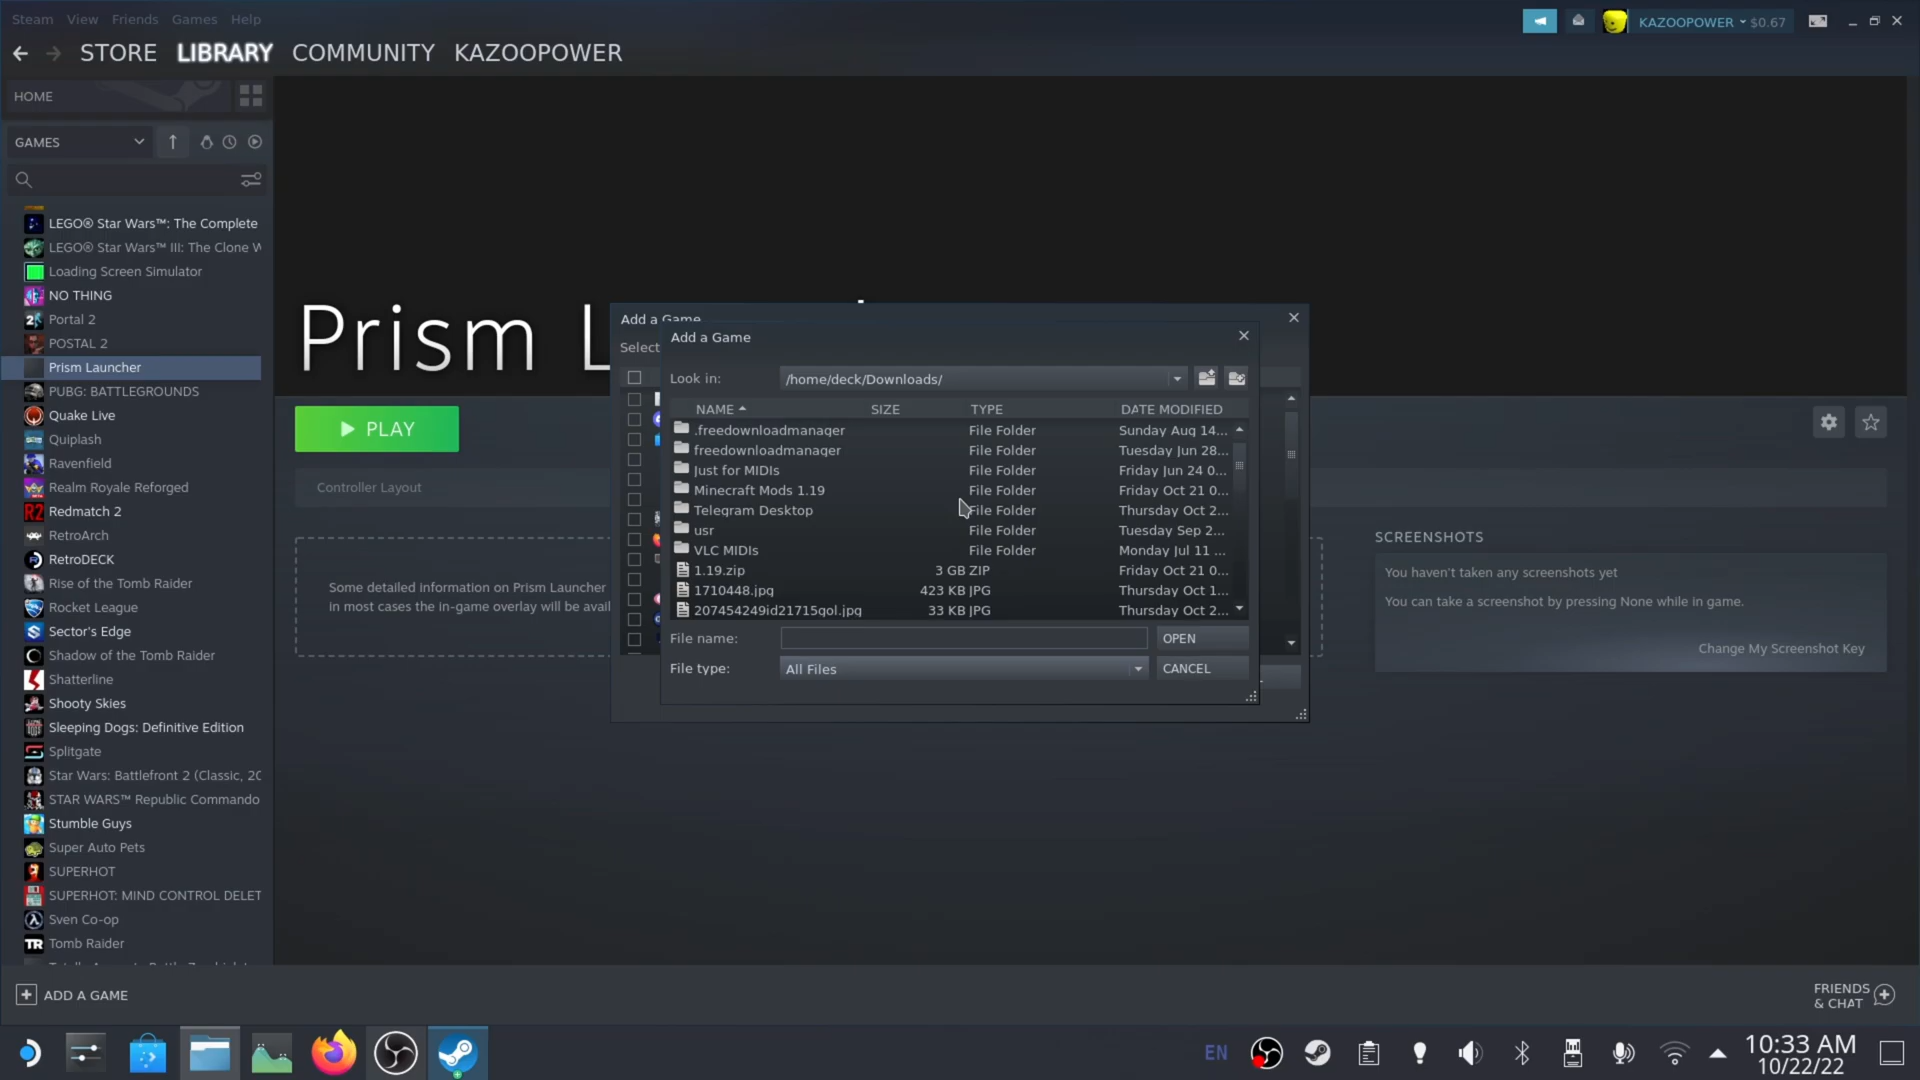 Steam View Friends Games Help
KAZOOPOWER $0.67
STORE LIBRARY COMMUNITY KAZOOPOWER
HOME
GAMES
LEGO® Star Wars™: The Complete
LEGO® Star Wars™ III: The Clone W
Loading Screen Simulator
NO THING
Portal 2
POSTAL 2
Prism Launcher
PUBG: BATTLEGROUNDS
Quake Live
Quiplash
Ravenfield
Realm Royale Reforged
Redmatch 2
RetroArch
RetroDECK
Rise of the Tomb Raider
Rocket League
Sector's Edge
Shadow of the Tomb Raider
Shatterline
Shooty Skies
Sleeping Dogs: Definitive Edition
Splitgate
Star Wars: Battlefront 2 (Classic, 20
STAR WARS™ Republic Commando
Stumble Guys
Super Auto Pets
SUPERHOT
SUPERHOT: MIND CONTROL DELET
Sven Co-op
Tomb Raider
ADD A GAME
Prism L
PLAY
Controller Layout
Some detailed information on Prism Launcher
in most cases the in-game overlay will be avail
Add a Game
Select
Add a Game
Look in: /home/deck/Downloads/
NAME SIZE TYPE DATE MODIFIED
.freedownloadmanager File Folder Sunday Aug 14...
freedownloadmanager File Folder Tuesday Jun 28...
Just for MIDIs File Folder Friday Jun 24 0...
Minecraft Mods 1.19 File Folder Friday Oct 21 0...
Telegram Desktop File Folder Thursday Oct 2...
usr File Folder Tuesday Sep 2...
VLC MIDIs File Folder Monday Jul 11 ...
1.19.zip 3 GB ZIP Friday Oct 21 0...
1710448.jpg 423 KB JPG Thursday Oct 1...
207454249id21715gol.jpg 33 KB JPG Thursday Oct 2...
File name: OPEN
File type: All Files CANCEL
SCREENSHOTS
You haven't taken any screenshots yet
You can take a screenshot by pressing None while in game.
Change My Screenshot Key
FRIENDS
& CHAT
EN
10:33 AM
10/22/22